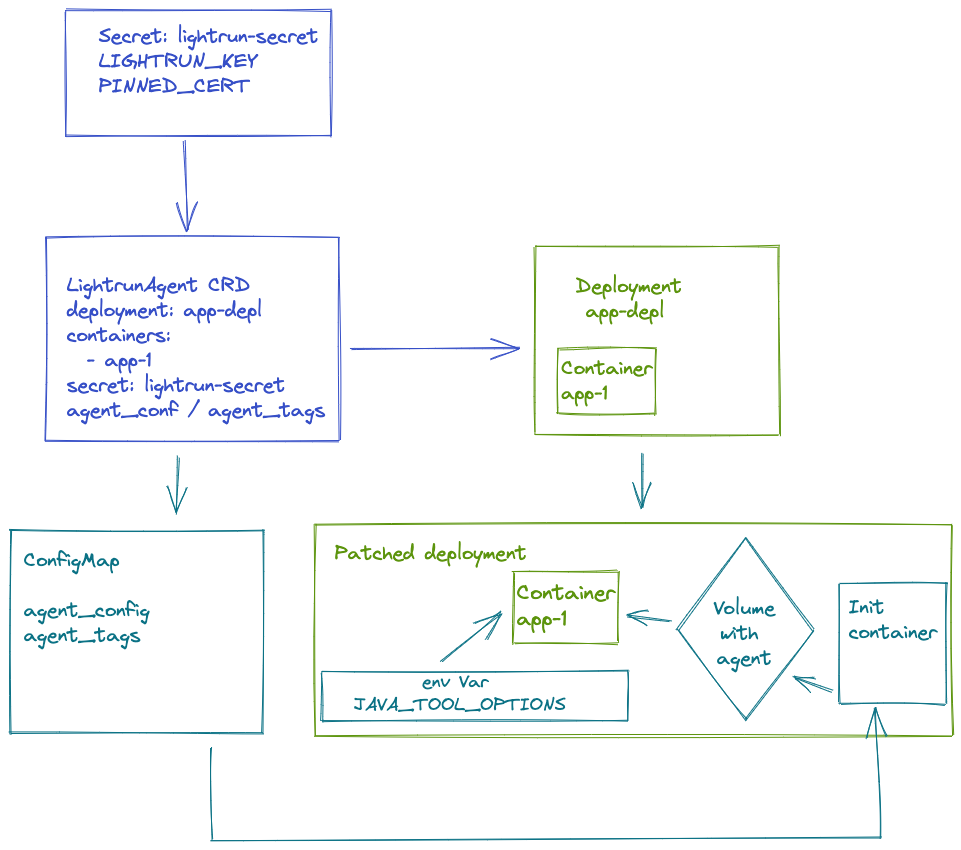 Secret: lightrun-secret
LIGHTRUN_KEY
PINNED_CERT
LightrunAgent CRD
deployment: app-depl
containers:
- app-1
secret: lightrun-secret
agent_conf / agent_tags
Deployment
app-depl
Container
app-1
ConfigMap
agent_config
agent_tags
Patched deployment
Container
app-1
env Var
JAVA_TOOL_OPTIONS
Volume
with
agent
Init
container